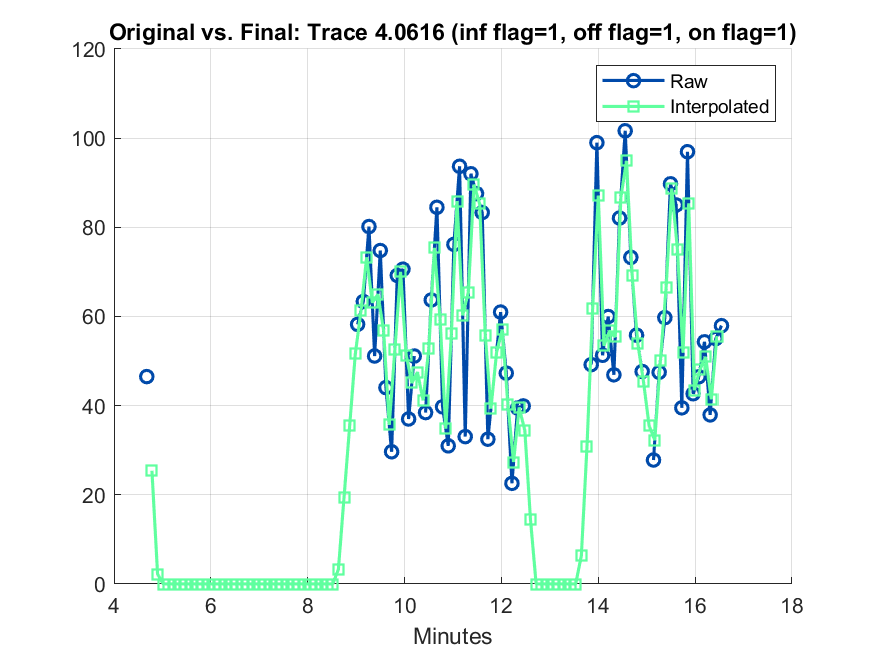 Original vs. Final: Trace 4.0616 (inf flag=1, off flag=1, on flag=1)
120
100
80
60
40
20
0
4 6 8 10 12 14 16 18
Minutes
Raw
Interpolated